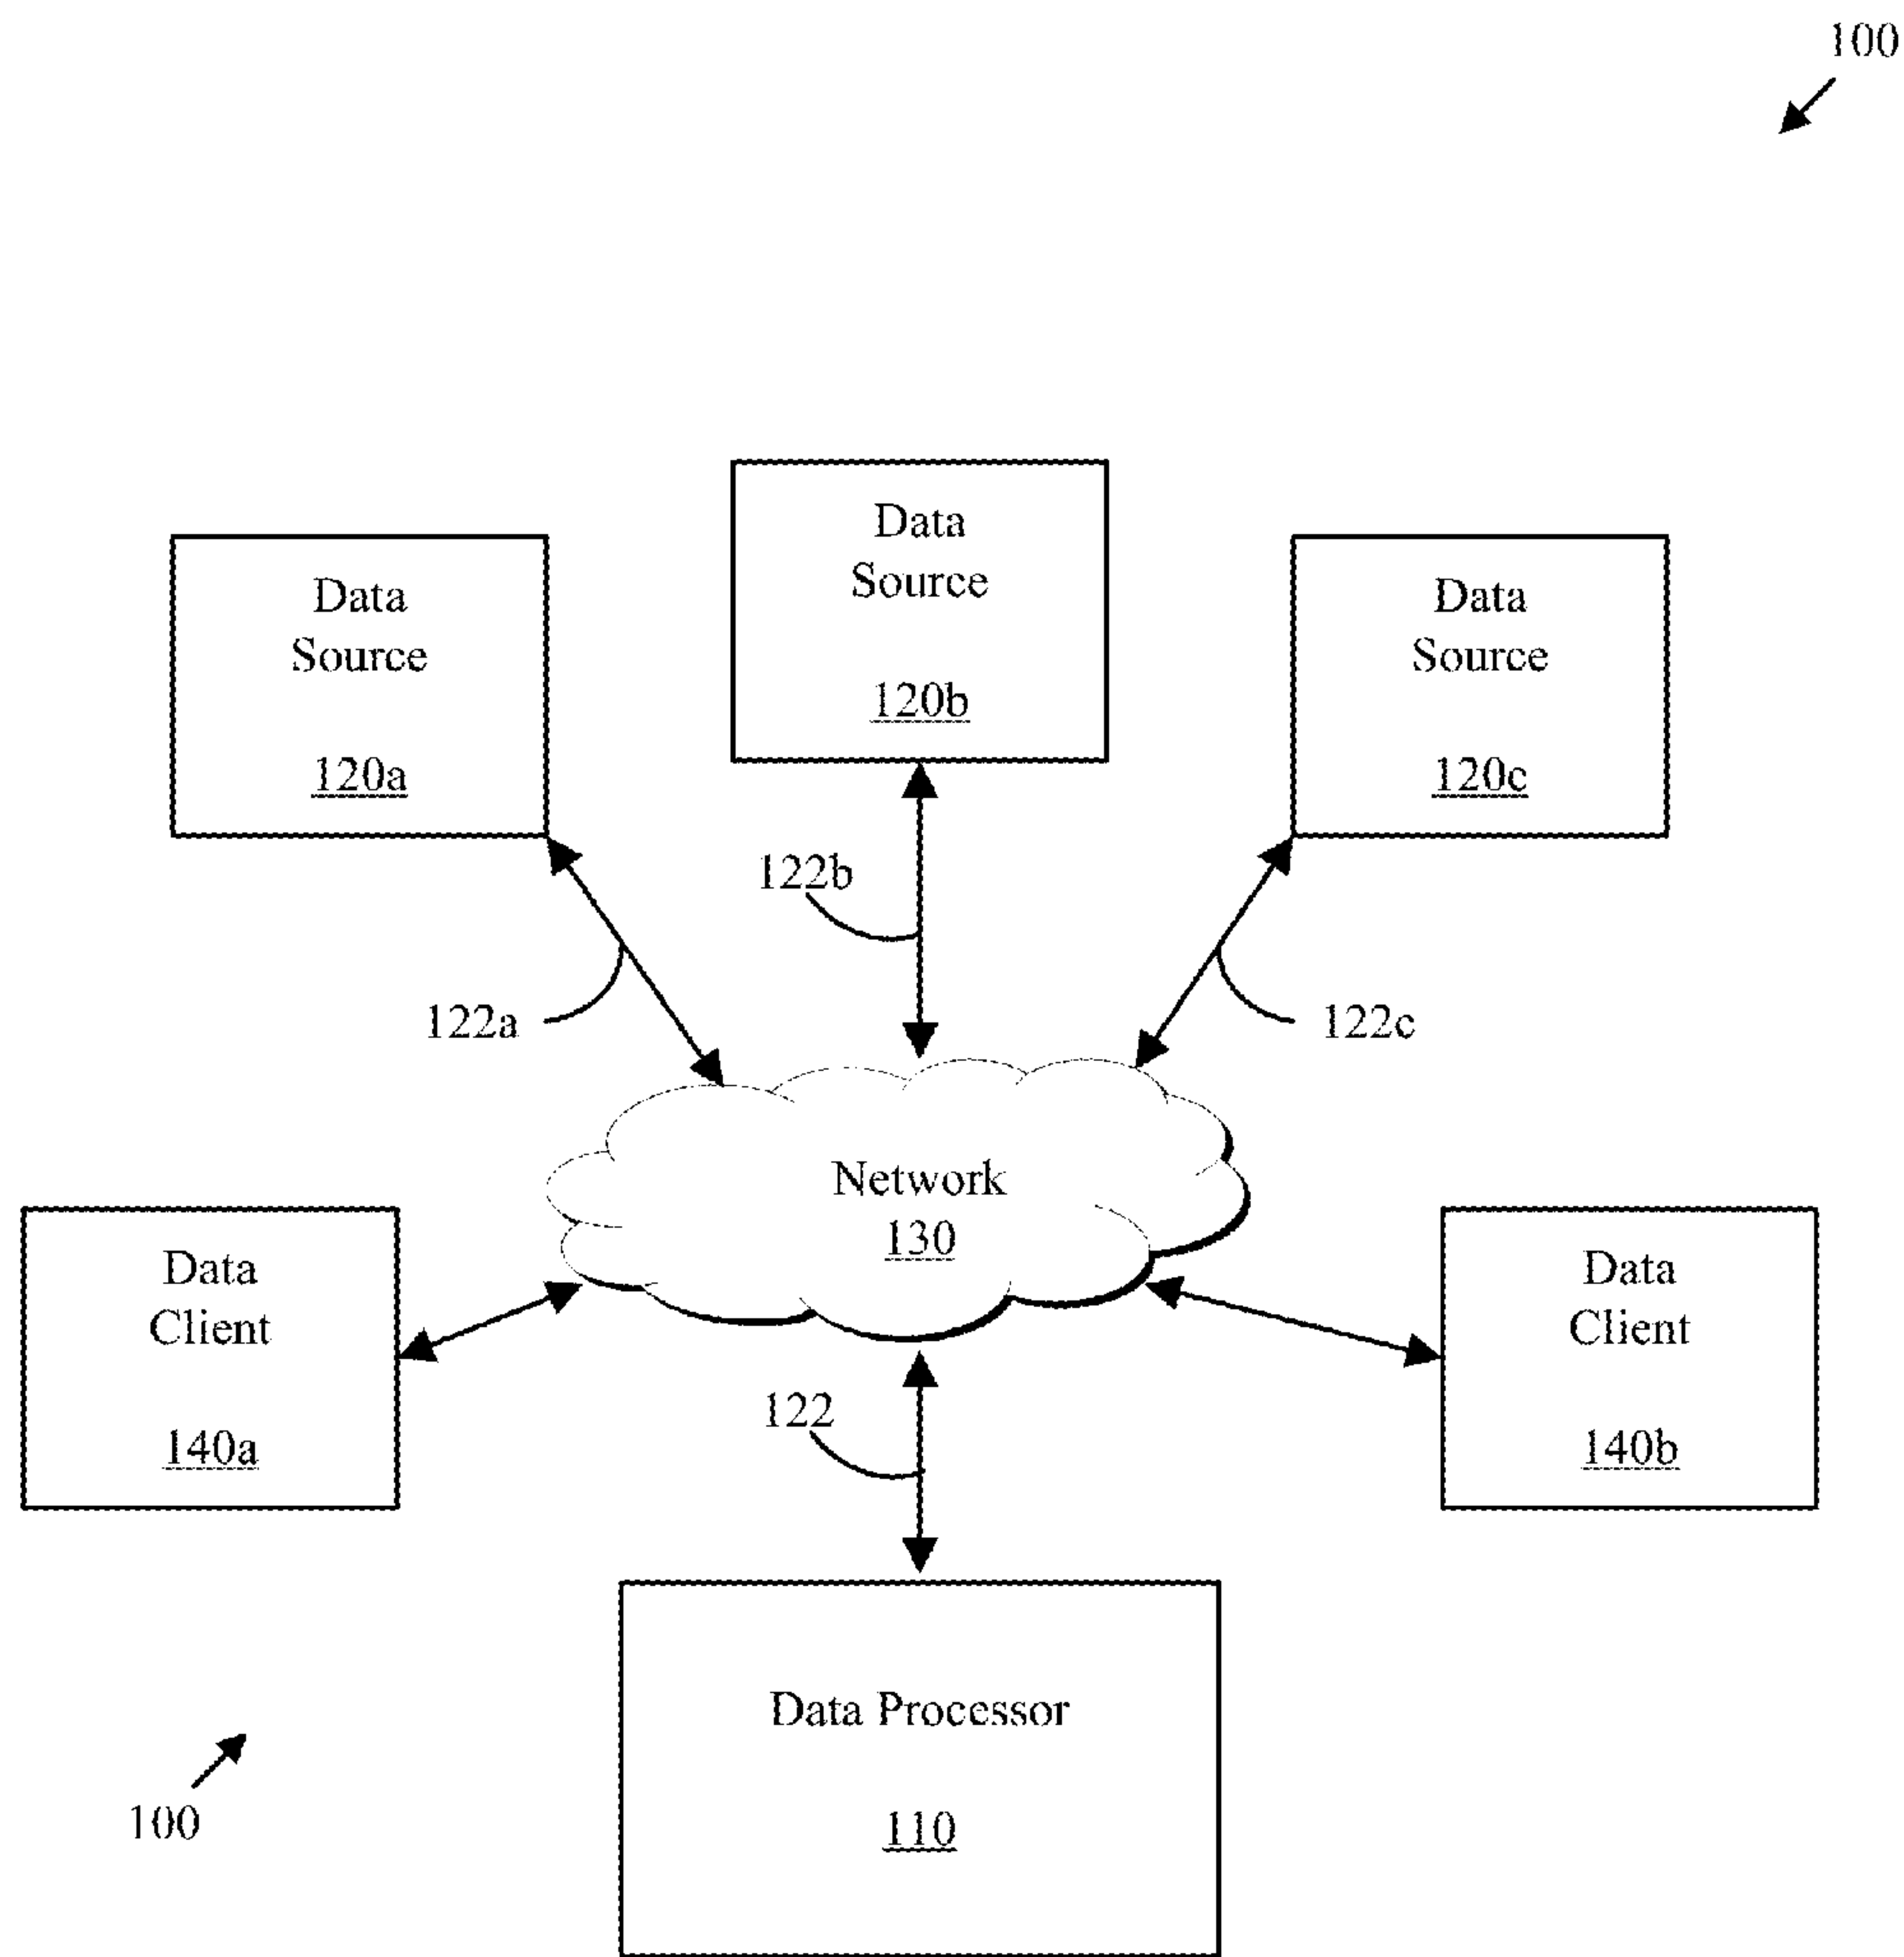 100
Data
Source
120a
Data
Source
120b
Data
Source
120c
122a
122b
122c
Network
130
Data
Client
140a
Data
Client
140b
122
Data Processor
110
100